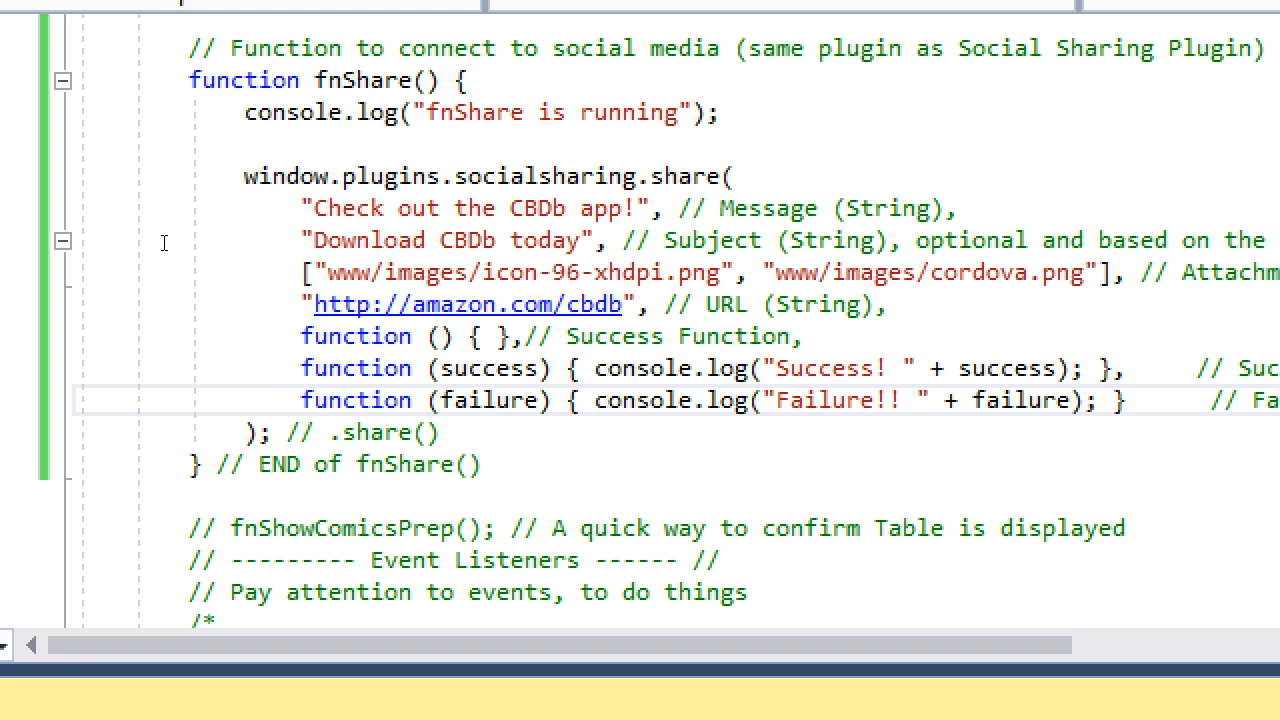 // Function to connect to social media (same plugin as Social Sharing Plugin)
function fnShare() {
console.log("fnShare is running");
window.plugins.socialsharing.share(
"Check out the CBDb app!", // Message (String),
"Download CBDb today", // Subject (String), optional and based on the
["www/images/icon-96-xhdpi.png", "www/images/cordova.png"], // Attachm
"http://amazon.com/cbdb", // URL (String),
function () { },// Success Function,
function (success) { console.log("Success! " + success); }, // Suc
function (failure) { console.log("Failure!! " + failure); } // Fa
); // .share()
} // END of fnShare()
// fnShowComicsPrep(); // A quick way to confirm Table is displayed
// --------- Event Listeners ------ //
// Pay attention to events, to do things
/*